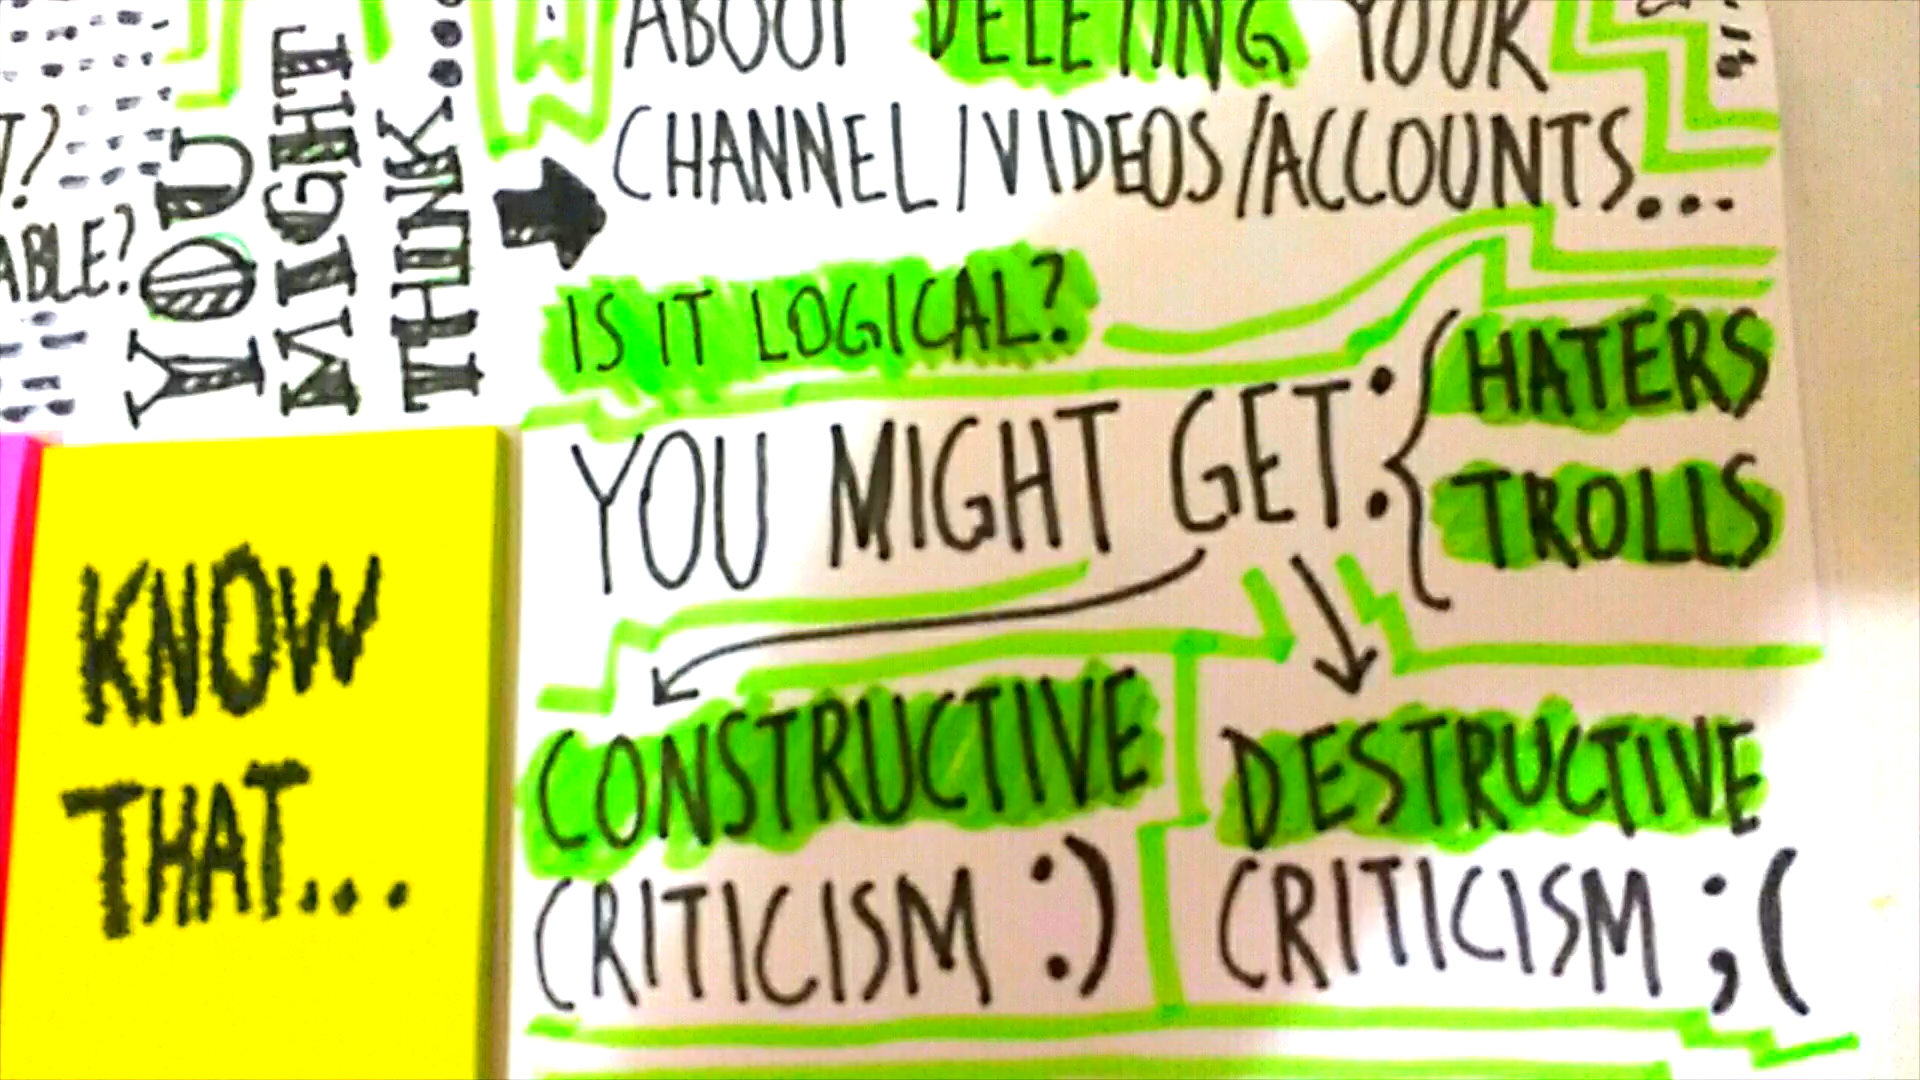 T?
ABLE?
YOU
MIGHT
THINK...
ABOUT DELETING YOUR
CHANNEL/VIDEOS/ACCOUNTS...
IS IT LOGICAL?
KNOW
THAT...
YOU MIGHT GET:
HATERS
TROLLS
CONSTRUCTIVE
CRITICISM :)
DESTRUCTIVE
CRITICISM ;(